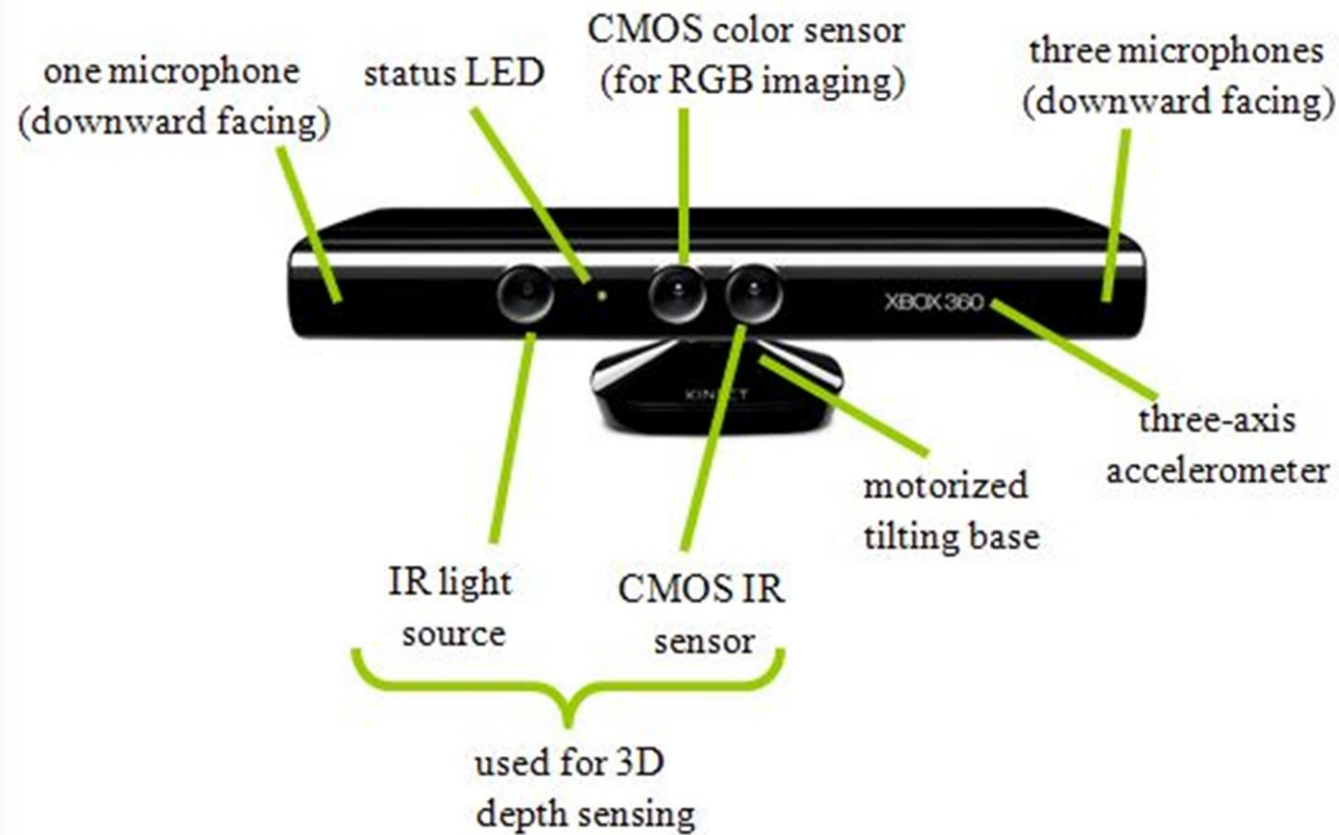 one microphone
(downward facing)
status LED
CMOS color sensor
(for RGB imaging)
three microphones
(downward facing)
XBOX 360
KINECT
three-axis
accelerometer
motorized
tilting base
IR light
source
CMOS IR
sensor
used for 3D
depth sensing